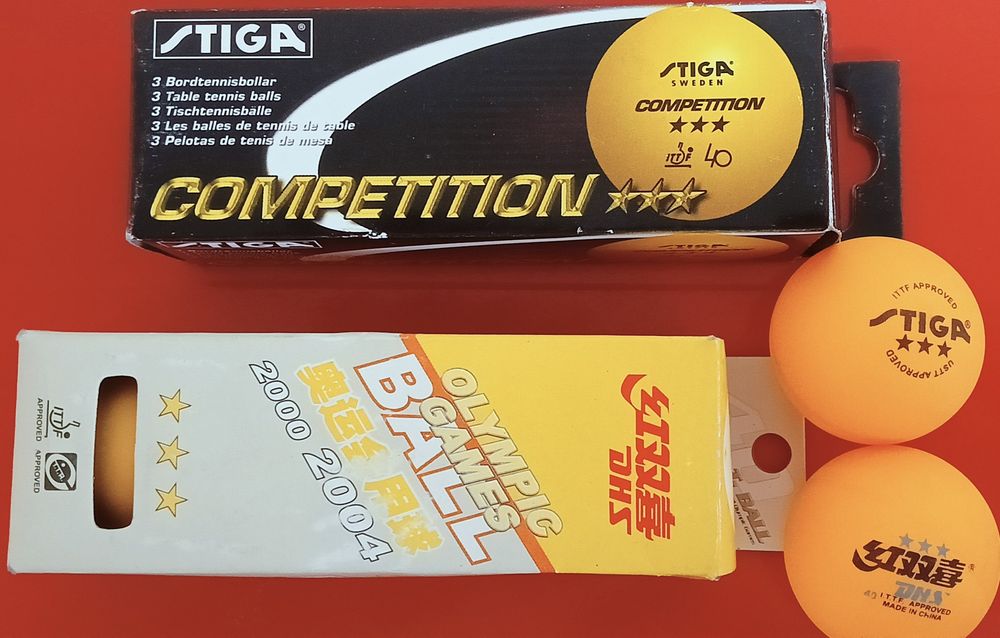 STIGA®
3 Bordtennisbollar
3 Table tennis balls
3 Tischtennisbälle
3 Les balles de tennis de table
3 Pelotas de tenis de mesa
COMPETITION
STIGA®
SWEDEN
COMPETITION
ITTF 40
STIGA®
STIGA
ITTF APPROVED
STIGA®
USTT APPROVED
ITTF
APPROVED
APPROVED
2000 2004
奥运会 用球
BALL
OLYMPIC
GAMES
红双喜
DHS
BALL
红双喜®
DHS
40 I.T.T.F. APPROVED
MADE IN CHINA